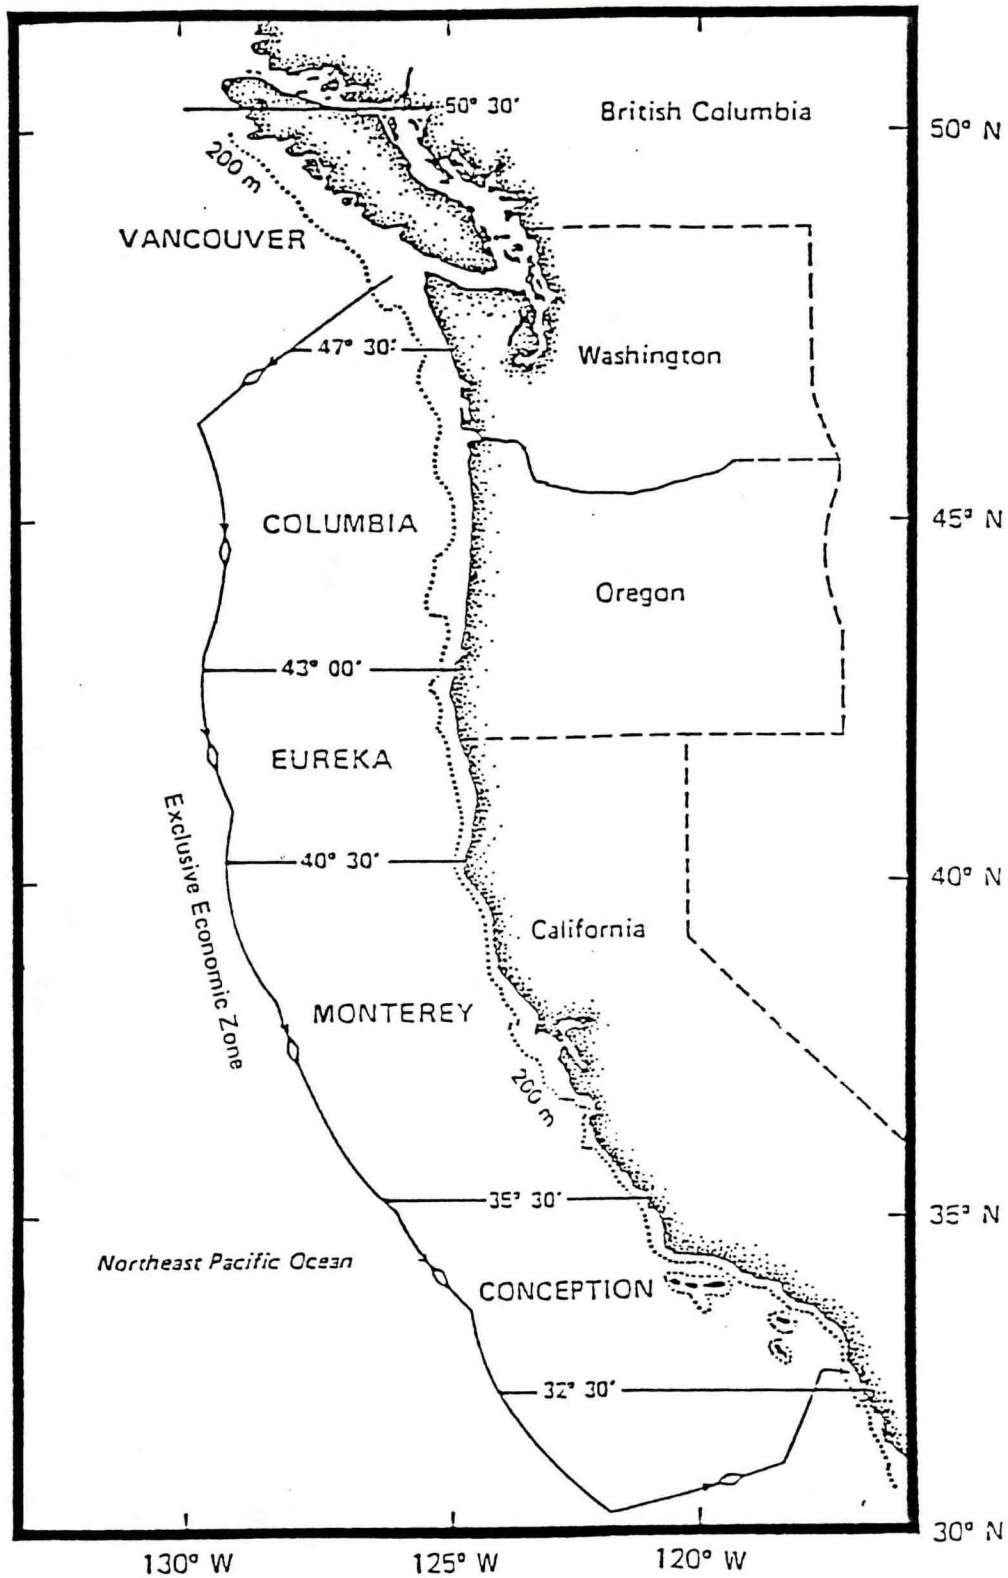 50° 30'
British Columbia
50° N
200 m
VANCOUVER
47° 30'
Washington
COLUMBIA
45° N
Oregon
43° 00'
EUREKA
Exclusive Economic Zone
40° 30'
40° N
California
MONTEREY
200 m
35° 30'
35° N
Northeast Pacific Ocean
CONCEPTION
32° 30'
30° N
130° W
125° W
120° W